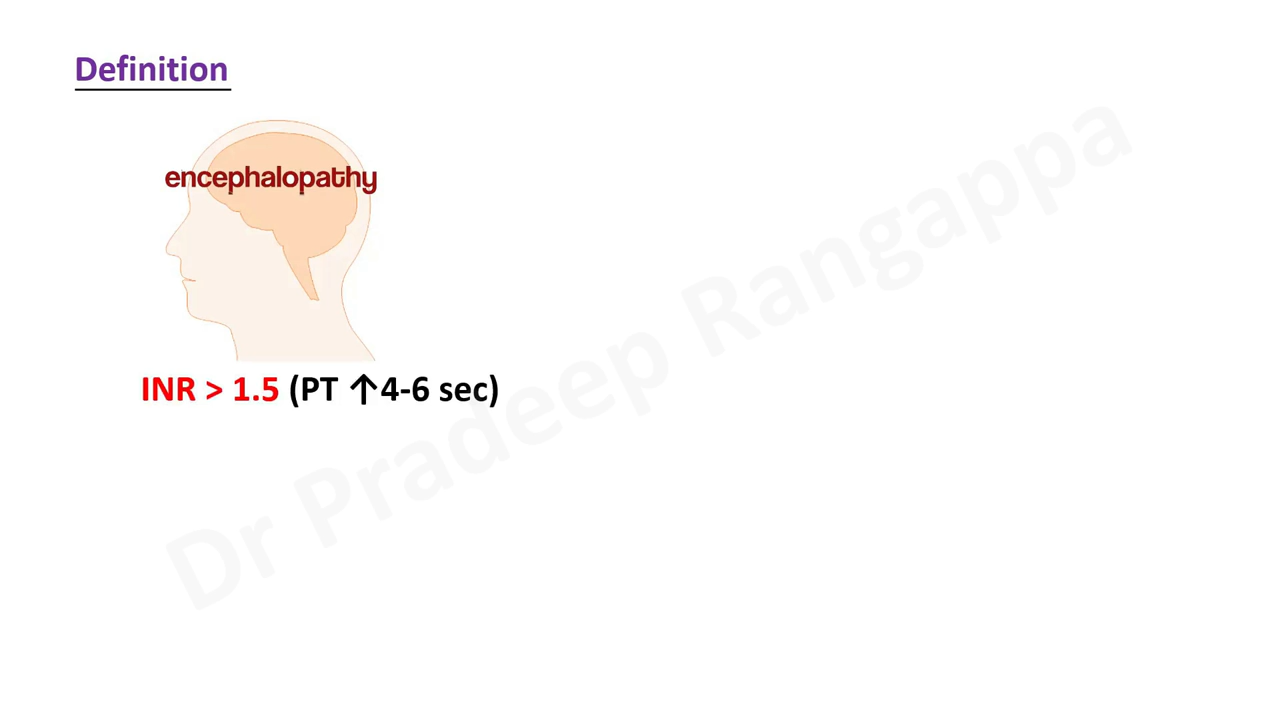 Definition
encephalopathy
INR > 1.5 (PT ↑4-6 sec)
Dr Pradeep Rangappa